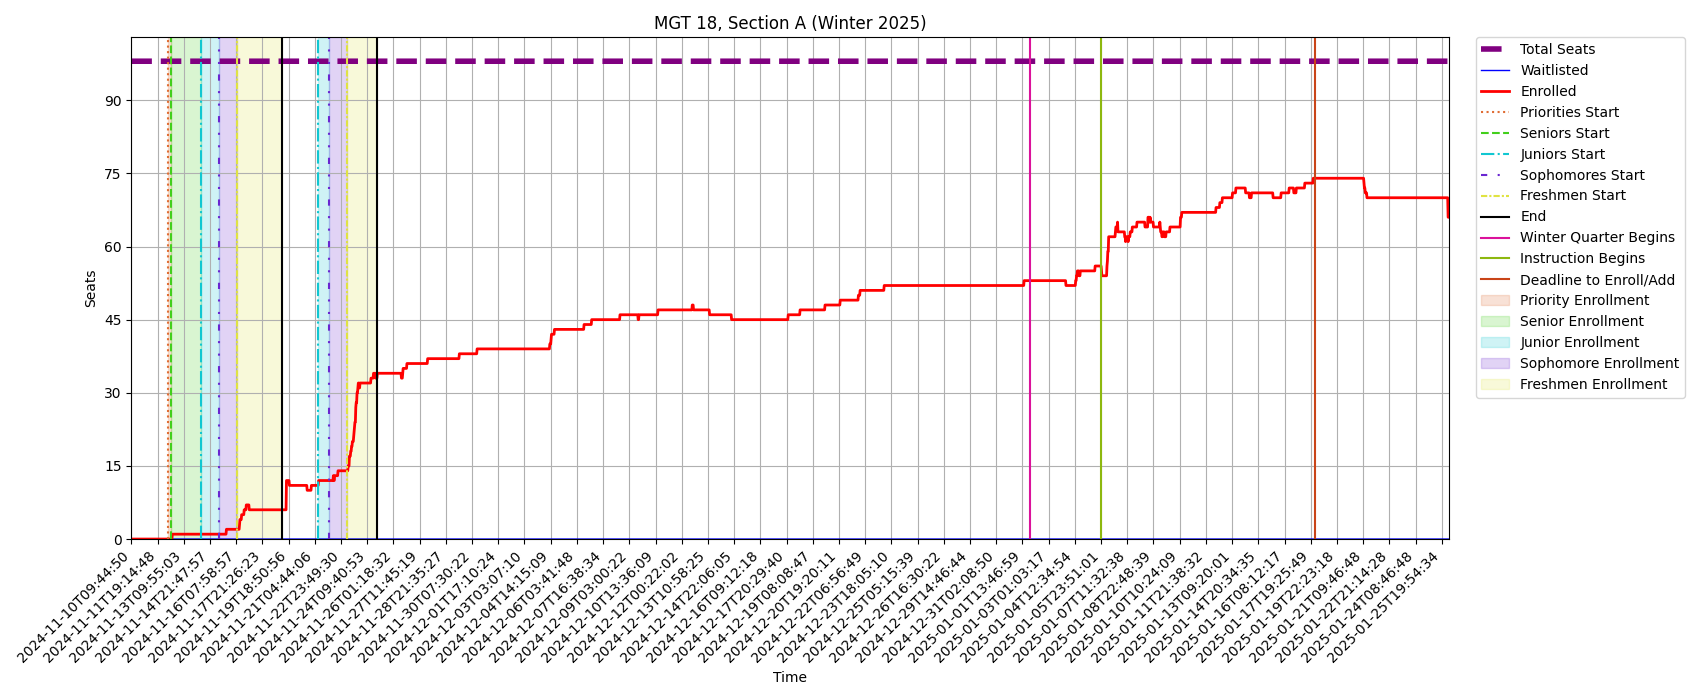 MGT 18, Section A (Winter 2025)
Seats
90
75
60
45
30
15
0
2024-11-10T09:44:50
2024-11-11T19:14:48
2024-11-13T09:55:03
2024-11-14T21:47:57
2024-11-16T07:58:57
2024-11-17T21:26:23
2024-11-19T18:50:56
2024-11-21T04:44:06
2024-11-22T23:49:30
2024-11-24T09:40:53
2024-11-26T01:18:32
2024-11-27T11:45:19
2024-11-28T21:35:27
2024-11-30T07:30:22
2024-12-01T17:10:24
2024-12-03T03:07:10
2024-12-04T14:15:09
2024-12-06T03:41:48
2024-12-07T16:38:34
2024-12-09T03:00:22
2024-12-10T13:36:09
2024-12-12T00:22:02
2024-12-13T10:58:25
2024-12-14T22:06:05
2024-12-16T09:12:18
2024-12-17T20:29:40
2024-12-19T08:08:47
2024-12-20T19:20:11
2024-12-22T06:56:49
2024-12-23T18:05:10
2024-12-25T05:15:39
2024-12-26T16:30:22
2024-12-29T14:46:44
2024-12-31T02:08:50
2025-01-01T13:46:59
2025-01-03T01:03:17
2025-01-04T12:34:54
2025-01-05T23:51:01
2025-01-07T11:32:38
2025-01-08T22:48:39
2025-01-10T10:24:09
2025-01-11T21:38:32
2025-01-13T09:20:01
2025-01-14T20:34:35
2025-01-16T08:12:17
2025-01-17T19:25:49
2025-01-19T22:23:18
2025-01-21T09:46:48
2025-01-22T21:14:28
2025-01-24T08:46:48
2025-01-25T19:54:34
Time
Total Seats
Waitlisted
Enrolled
Priorities Start
Seniors Start
Juniors Start
Sophomores Start
Freshmen Start
End
Winter Quarter Begins
Instruction Begins
Deadline to Enroll/Add
Priority Enrollment
Senior Enrollment
Junior Enrollment
Sophomore Enrollment
Freshmen Enrollment